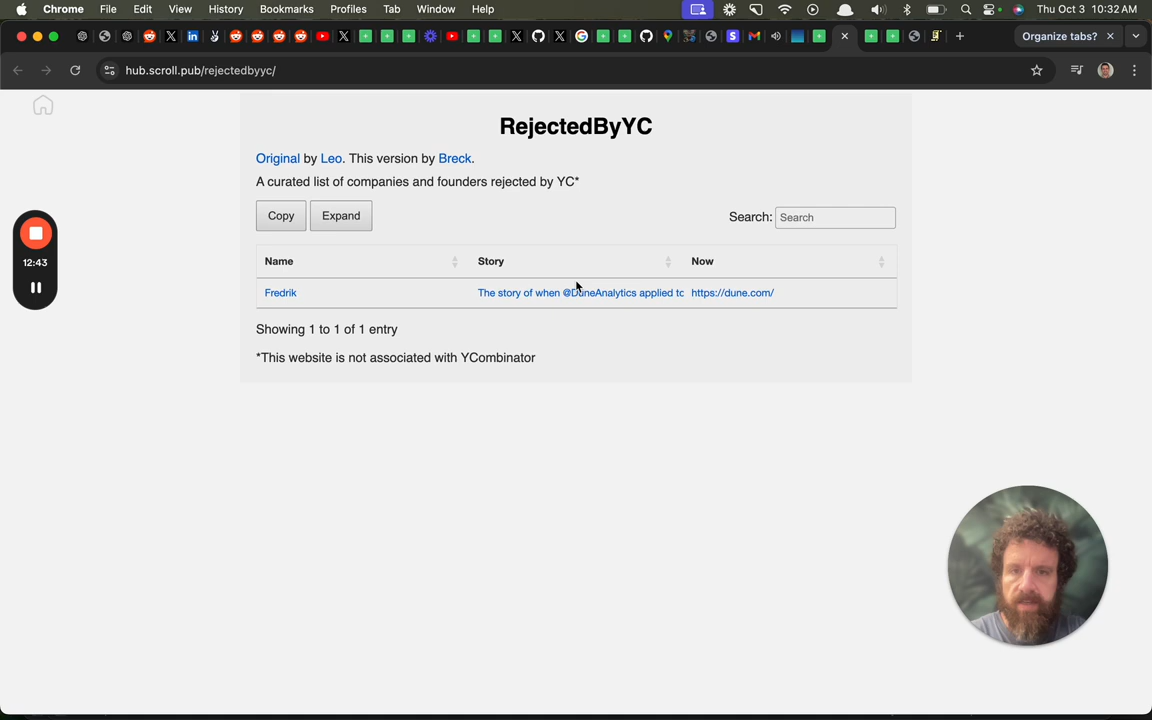 Chrome File Edit View History Bookmarks Profiles Tab Window Help Thu Oct 3 10:32 AM
Organize tabs?
hub.scroll.pub/rejectedbyyc/
RejectedByYC
Original by Leo. This version by Breck.
A curated list of companies and founders rejected by YC*
Copy Expand Search: Search
12:43
Name Story Now
Fredrik The story of when @DuneAnalytics applied to https://dune.com/
Showing 1 to 1 of 1 entry
*This website is not associated with YCombinator